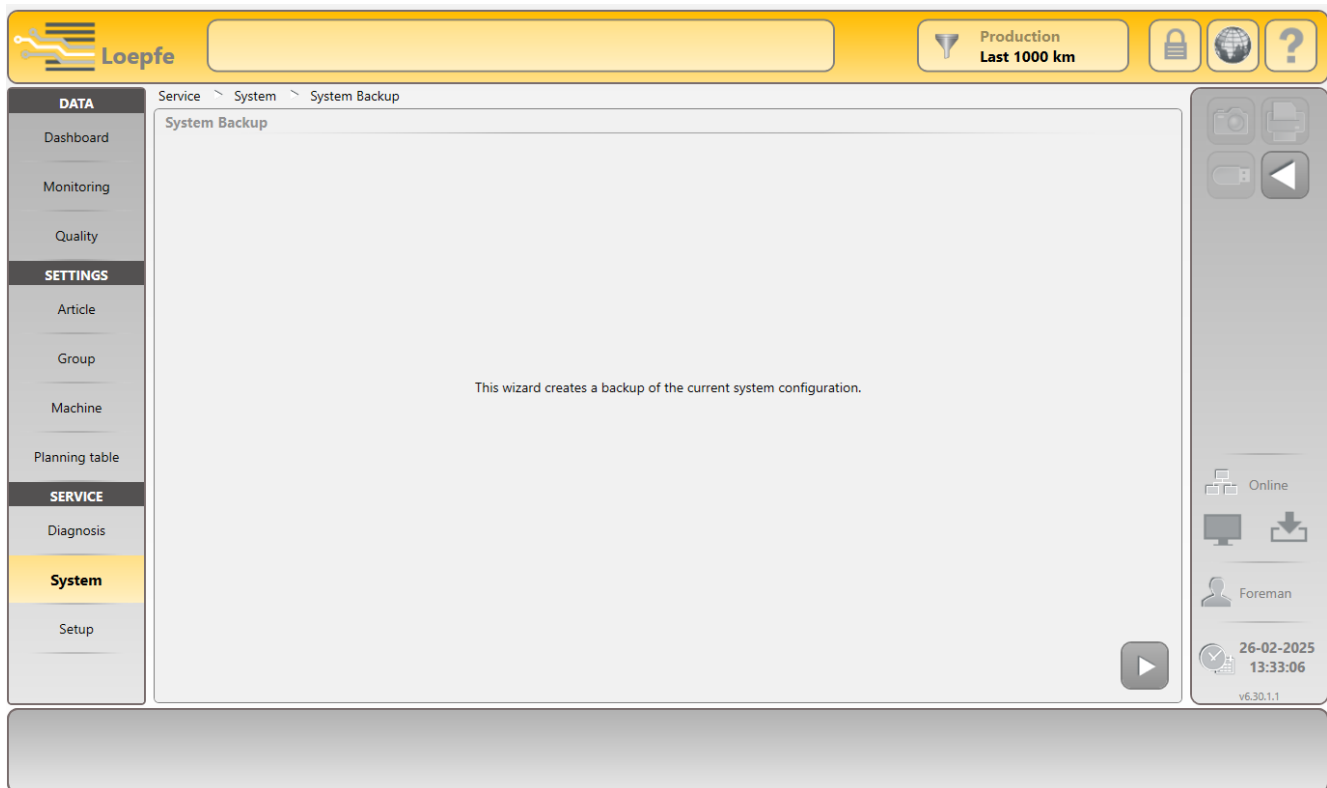 Loepfe
Production
Last 1000 km
?
DATA
Dashboard
Monitoring
Quality
SETTINGS
Article
Group
Machine
Planning table
SERVICE
Diagnosis
System
Setup
Service > System > System Backup
System Backup
This wizard creates a backup of the current system configuration.
Online
Foreman
26-02-2025
13:33:06
v6.30.1.1